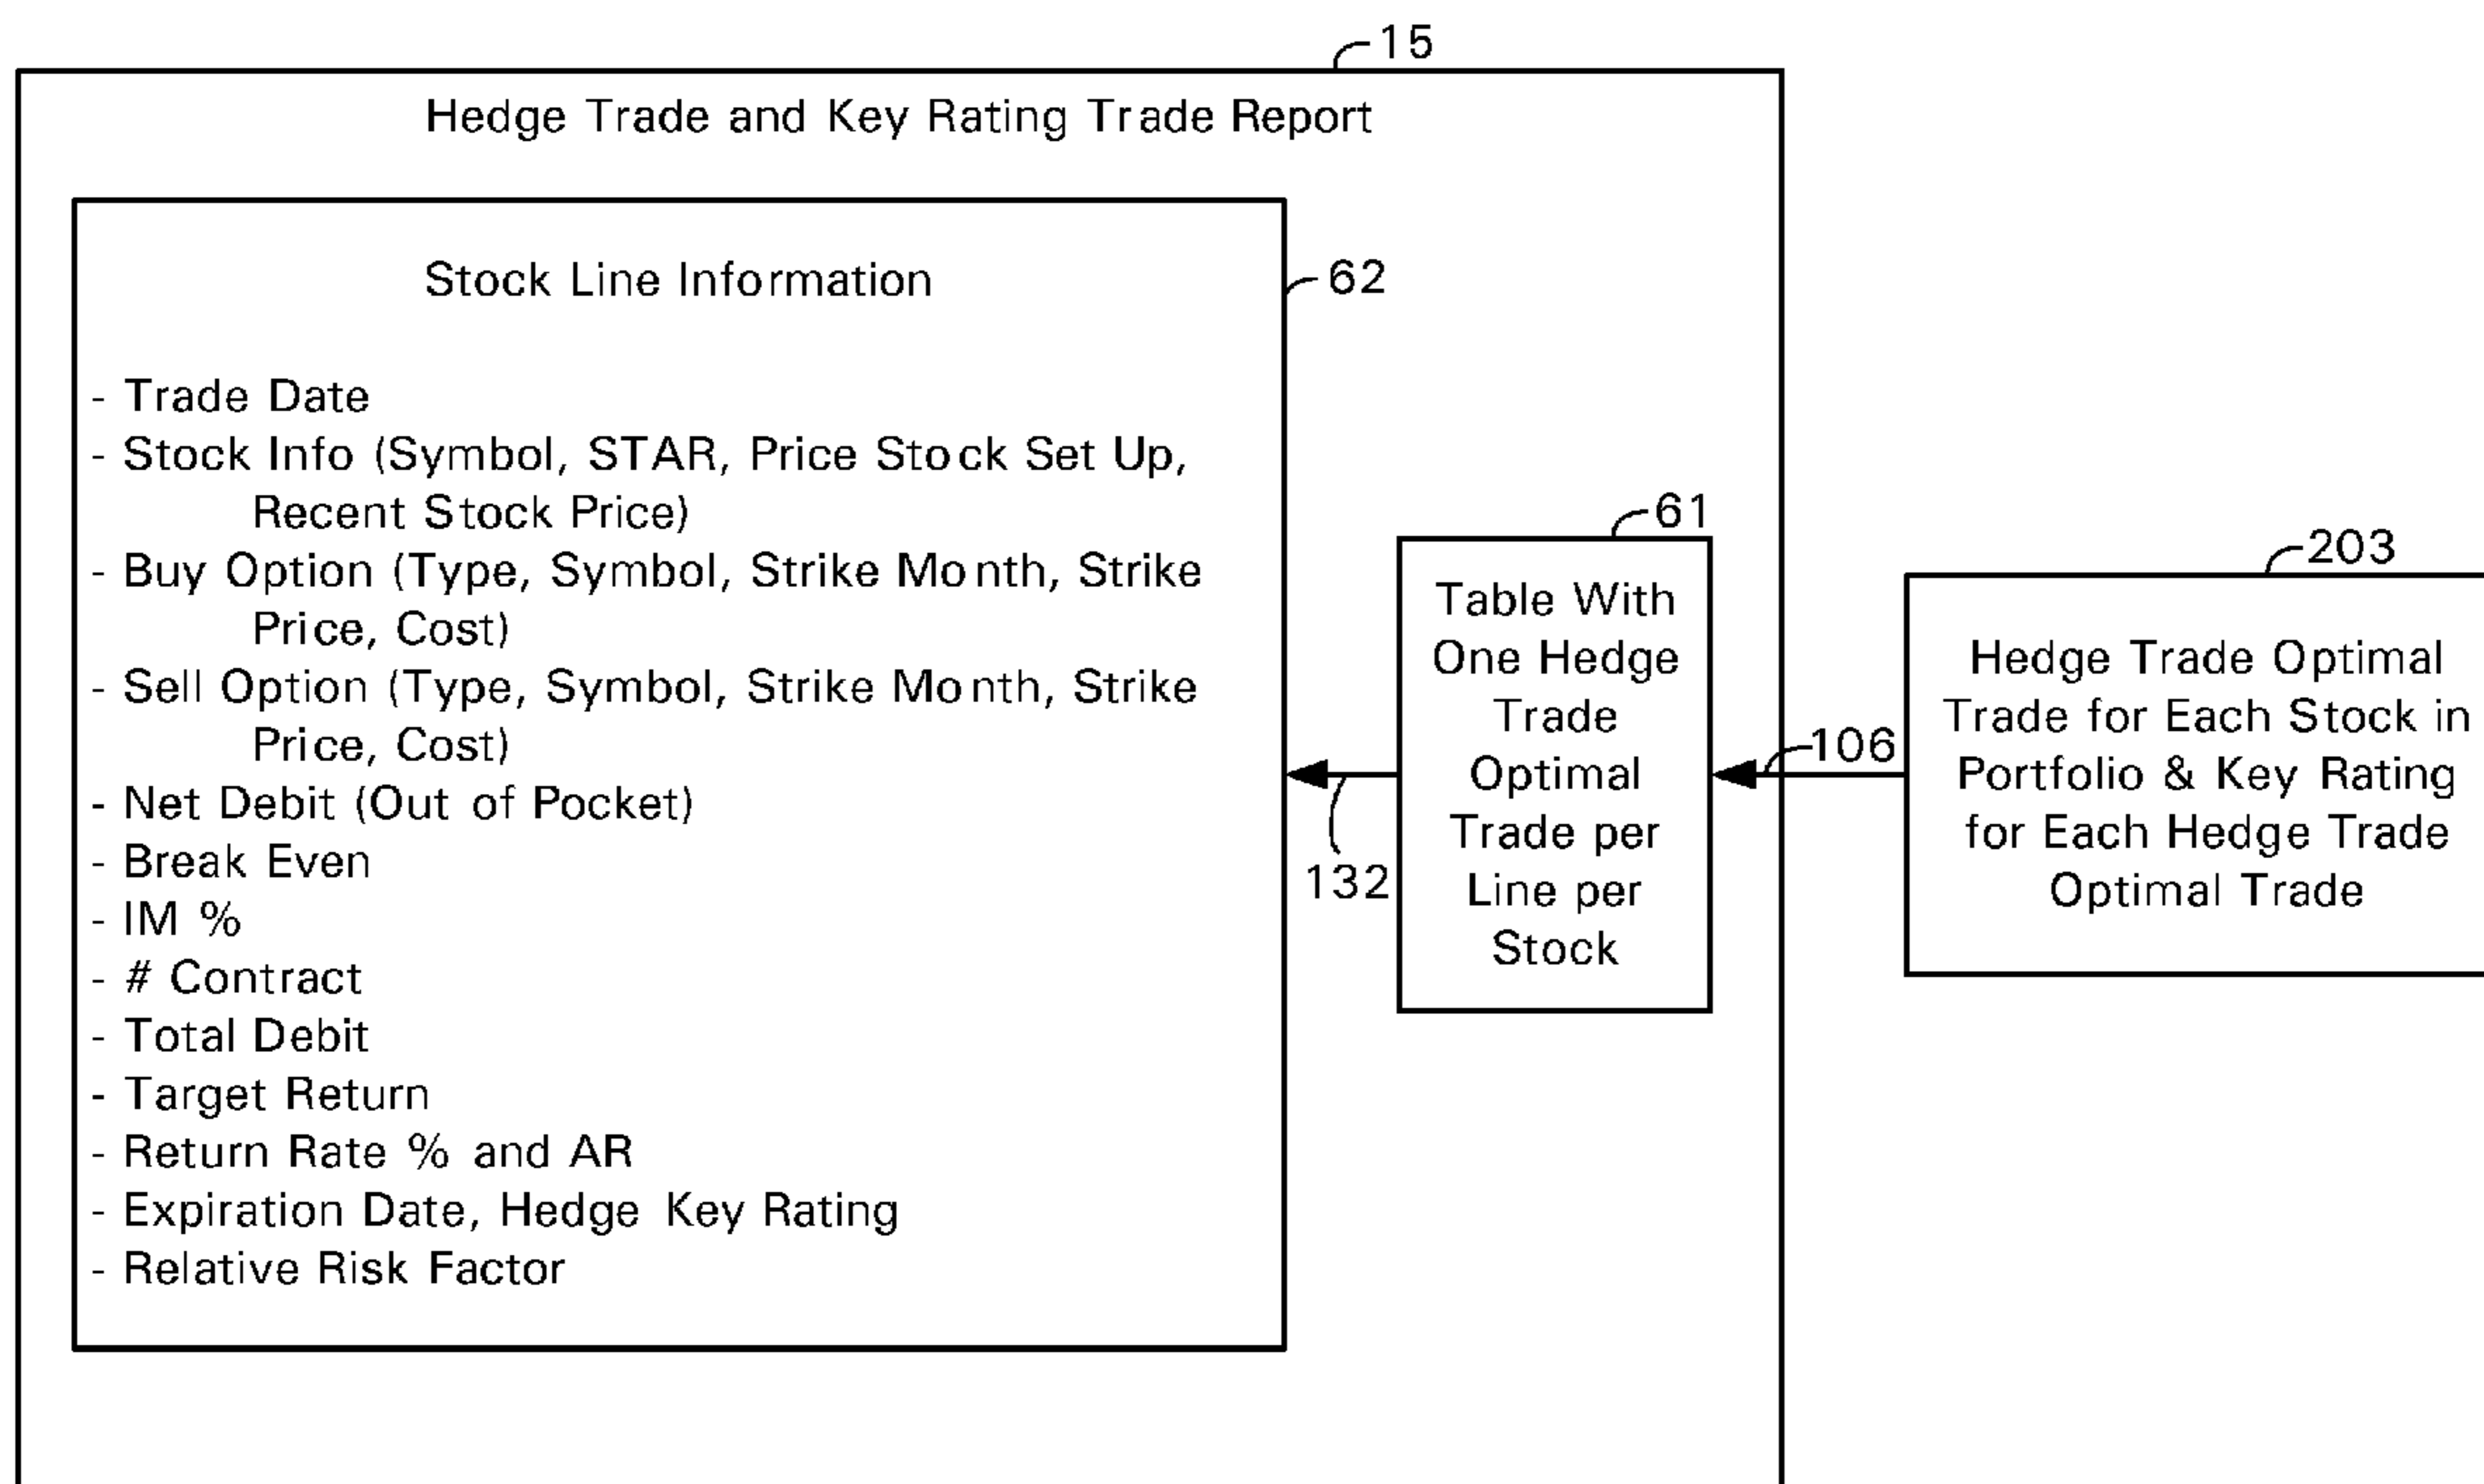 15
Hedge Trade and Key Rating Trade Report
Stock Line Information
62
- Trade Date
- Stock Info (Symbol, STAR, Price Stock Set Up,
Recent Stock Price)
- Buy Option (Type, Symbol, Strike Month, Strike
Price, Cost)
- Sell Option (Type, Symbol, Strike Month, Strike
Price, Cost)
- Net Debit (Out of Pocket)
- Break Even
- IM %
- # Contract
- Total Debit
- Target Return
- Return Rate % and AR
- Expiration Date, Hedge Key Rating
- Relative Risk Factor
132
61
Table With
One Hedge
Trade
Optimal
Trade per
Line per
Stock
106
203
Hedge Trade Optimal
Trade for Each Stock in
Portfolio & Key Rating
for Each Hedge Trade
Optimal Trade